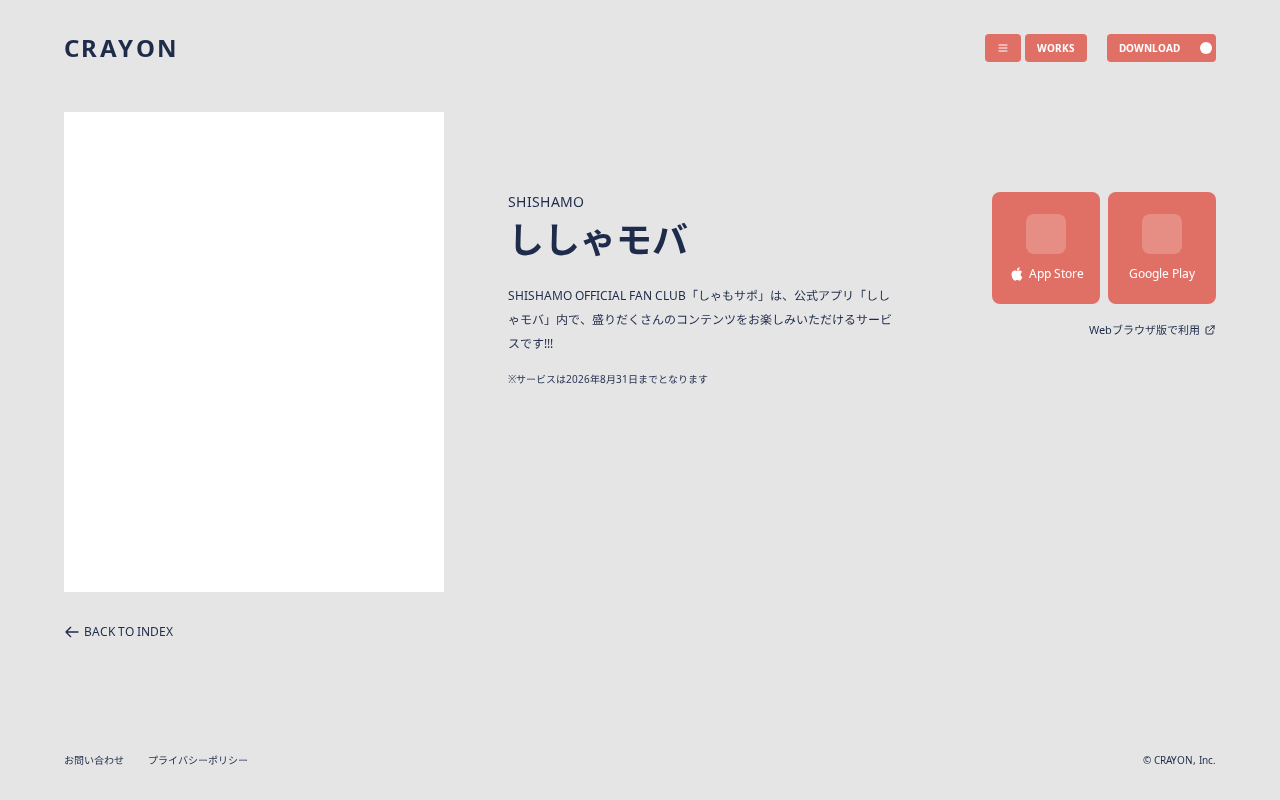 CRAYON
WORKS
DOWNLOAD
SHISHAMO
ししゃモバ
SHISHAMO OFFICIAL FAN CLUB「しゃもサポ」は、公式アプリ「しし
ゃモバ」内で、盛りだくさんのコンテンツをお楽しみいただけるサービ
スです!!!
※サービスは2026年8月31日までとなります
App Store
Google Play
Webブラウザ版で利用
BACK TO INDEX
お問い合わせ
プライバシーポリシー
© CRAYON, Inc.